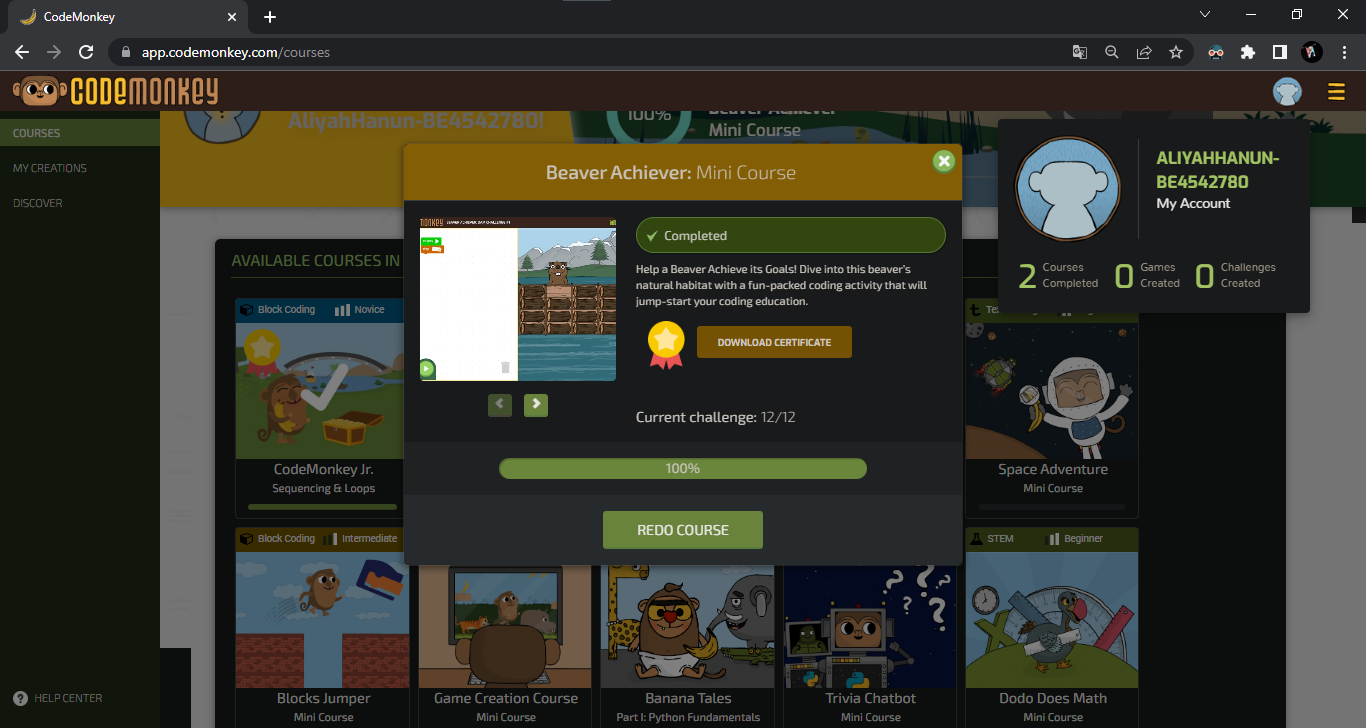 CodeMonkey
app.codemonkey.com/courses
CODEMONKEY
COURSES
MY CREATIONS
DISCOVER
HELP CENTER
AliyahHanun-BE4542780!
100%
Beaver Achiever
Mini Course
ALIYAHHANUN-
BE4542780
My Account
2 Courses Completed
0 Games Created
0 Challenges Created
AVAILABLE COURSES IN
Beaver Achiever: Mini Course
Completed
Help a Beaver Achieve its Goals! Dive into this beaver's
natural habitat with a fun-packed coding activity that will
jump-start your coding education.
DOWNLOAD CERTIFICATE
Current challenge: 12/12
100%
REDO COURSE
Block Coding Novice
CodeMonkey Jr.
Sequencing & Loops
Space Adventure
Mini Course
Block Coding Intermediate
Blocks Jumper
Mini Course
Game Creation Course
Mini Course
Banana Tales
Part I: Python Fundamentals
Trivia Chatbot
Mini Course
STEM Beginner
Dodo Does Math
Mini Course